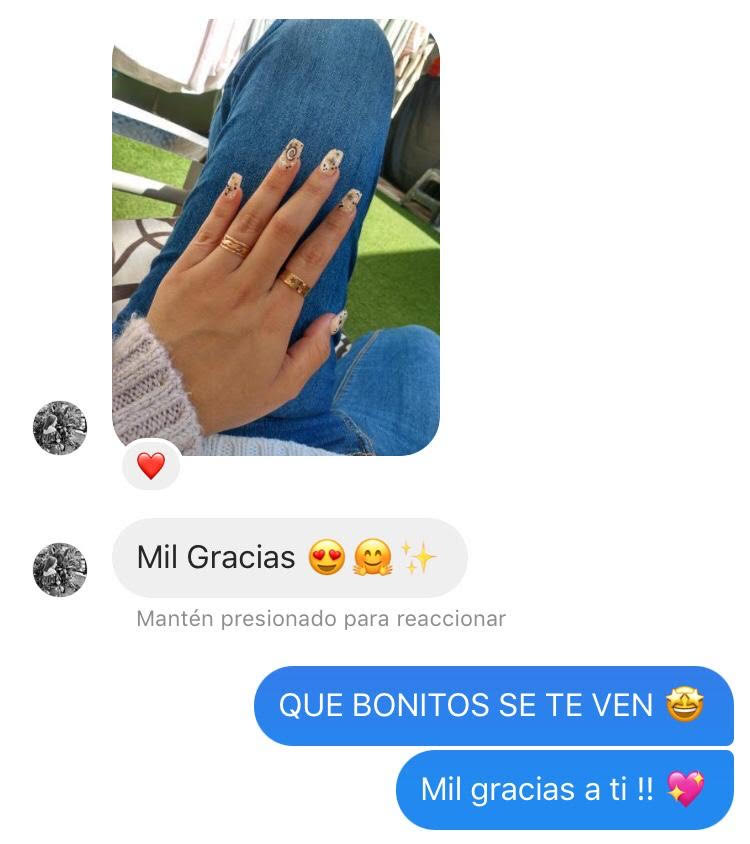 Mil Gracias 😍🤗✨
Mantén presionado para reaccionar
QUE BONITOS SE TE VEN 🤩
Mil gracias a ti !! 💖